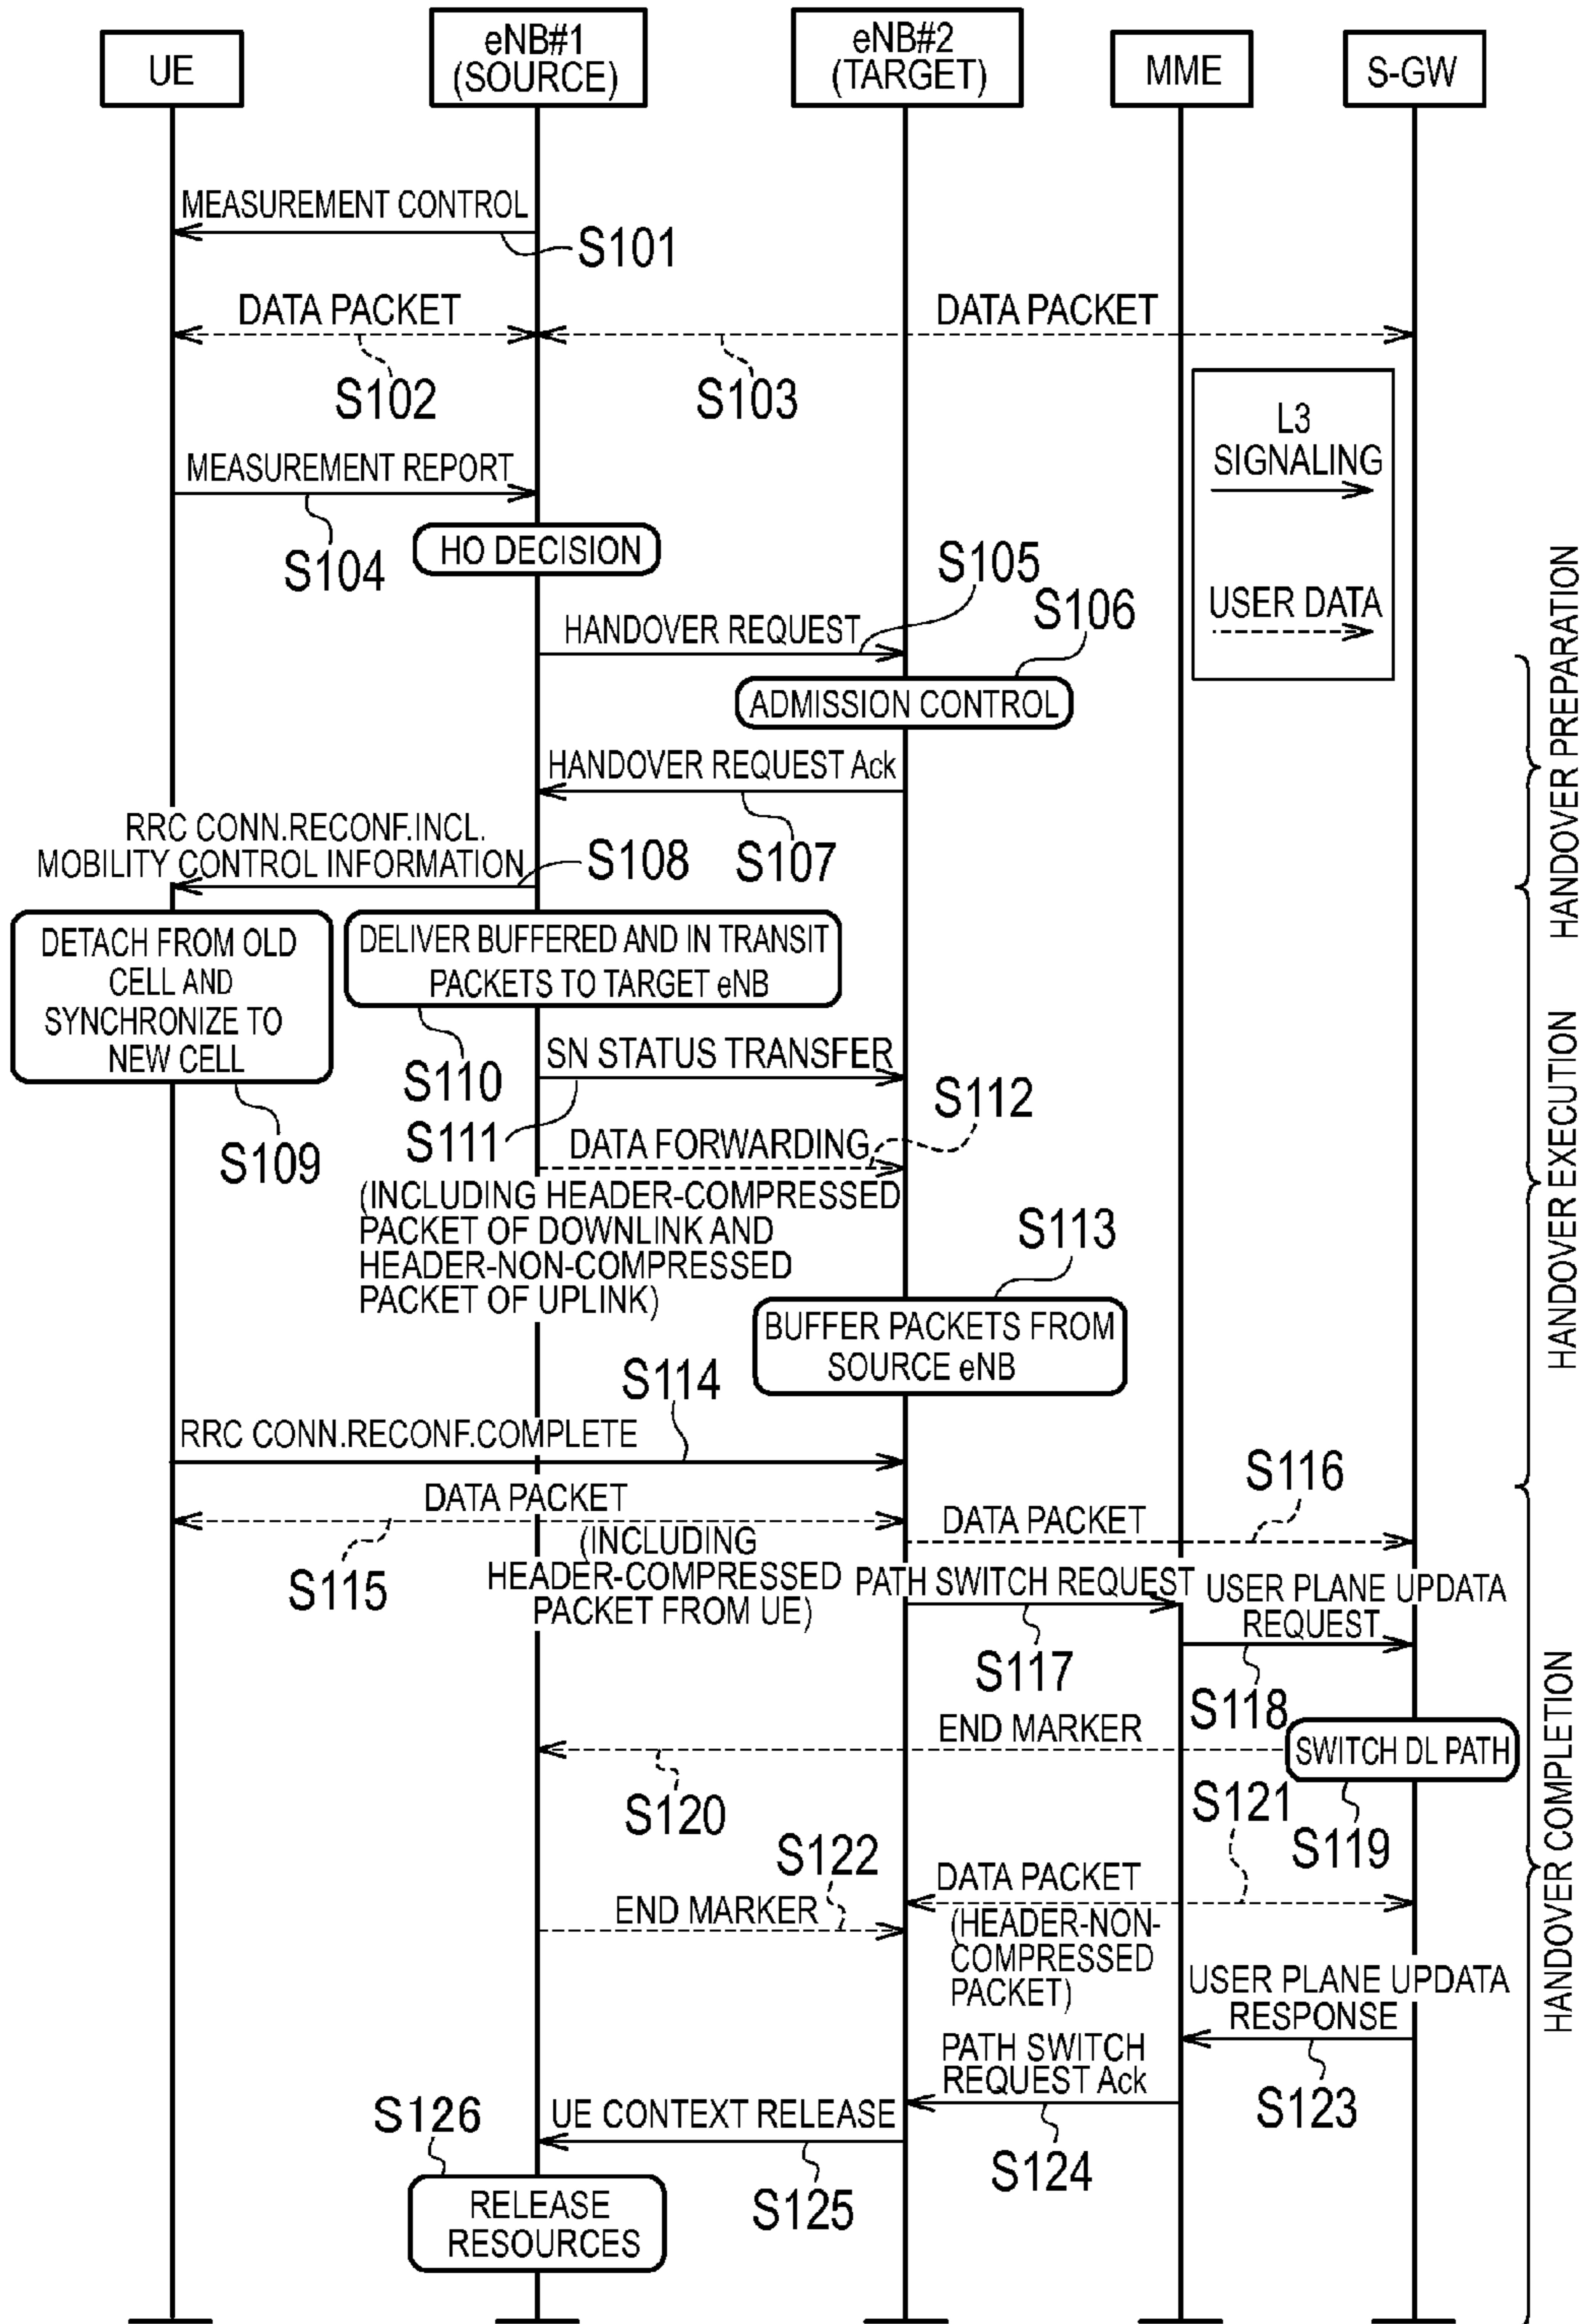 UE
eNB#1
(SOURCE)
eNB#2
(TARGET)
MME
S-GW
MEASUREMENT CONTROL
S101
DATA PACKET
DATA PACKET
S102
S103
L3
SIGNALING
USER DATA
MEASUREMENT REPORT
S104
HO DECISION
S105
HANDOVER REQUEST
S106
ADMISSION CONTROL
HANDOVER PREPARATION
HANDOVER REQUEST Ack
S107
RRC CONN.RECONF.INCL.
MOBILITY CONTROL INFORMATION
S108
DETACH FROM OLD
CELL AND
SYNCHRONIZE TO
NEW CELL
S109
DELIVER BUFFERED AND IN TRANSIT
PACKETS TO TARGET eNB
S110
SN STATUS TRANSFER
S111
S112
DATA FORWARDING
(INCLUDING HEADER-COMPRESSED
PACKET OF DOWNLINK AND
HEADER-NON-COMPRESSED
PACKET OF UPLINK)
HANDOVER EXECUTION
S113
BUFFER PACKETS FROM
SOURCE eNB
S114
RRC CONN.RECONF.COMPLETE
DATA PACKET
S115
(INCLUDING
HEADER-COMPRESSED
PACKET FROM UE)
S116
DATA PACKET
PATH SWITCH REQUEST
S117
USER PLANE UPDATA
REQUEST
S118
END MARKER
SWITCH DL PATH
S119
S120
S121
S122
DATA PACKET
END MARKER
(HEADER-NON-
COMPRESSED
PACKET)
HANDOVER COMPLETION
USER PLANE UPDATA
RESPONSE
S123
PATH SWITCH
REQUEST Ack
S124
UE CONTEXT RELEASE
S125
S126
RELEASE
RESOURCES